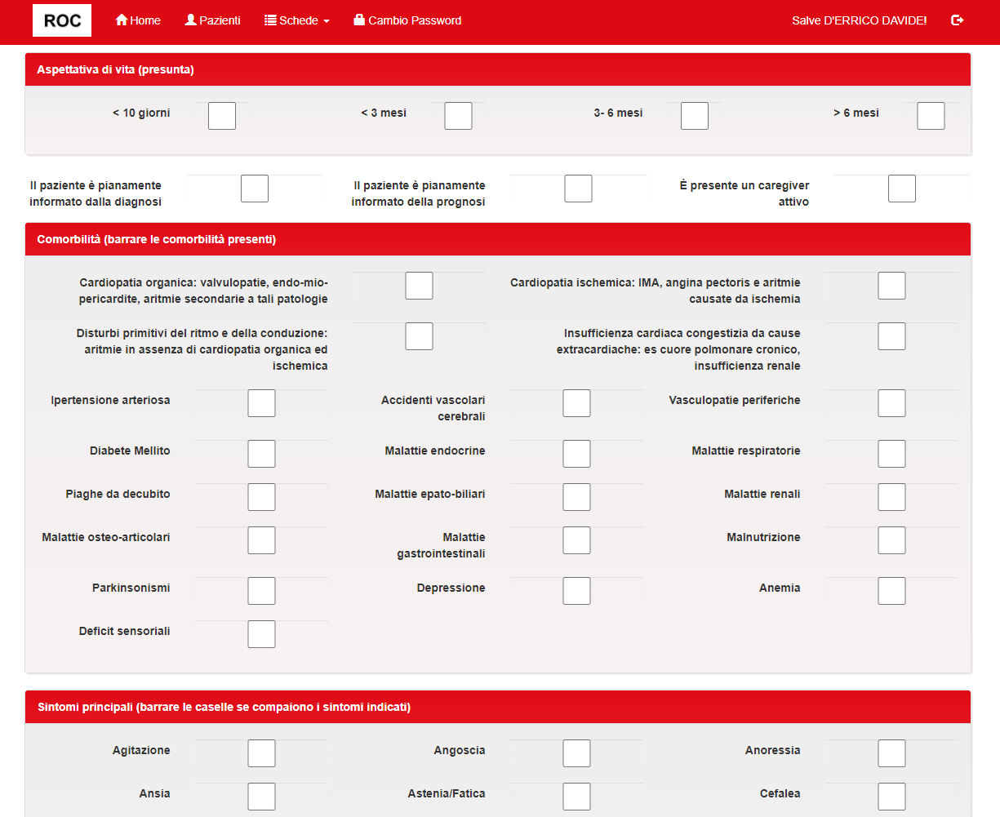 ROC Home Pazienti Schede Cambio Password Salve D'ERRICO DAVIDE!
Aspettativa di vita (presunta)
< 10 giorni < 3 mesi 3- 6 mesi > 6 mesi
Il paziente è pianamente
informato dalla diagnosi
Il paziente è pianamente
informato della prognosi
È presente un caregiver
attivo
Comorbilità (barrare le comorbilità presenti)
Cardiopatia organica: valvulopatie, endo-mio-
pericardite, aritmie secondarie a tali patologie
Cardiopatia ischemica: IMA, angina pectoris e aritmie
causate da ischemia
Disturbi primitivi del ritmo e della conduzione:
aritmie in assenza di cardiopatia organica ed
ischemica
Insufficienza cardiaca congestizia da cause
extracardiache: es cuore polmonare cronico,
insufficienza renale
Ipertensione arteriosa
Accidenti vascolari
cerebrali
Vasculopatie periferiche
Diabete Mellito Malattie endocrine Malattie respiratorie
Piaghe da decubito Malattie epato-biliari Malattie renali
Malattie osteo-articolari
Malattie
gastrointestinali
Malnutrizione
Parkinsonismi Depressione Anemia
Deficit sensoriali
Sintomi principali (barrare le caselle se compaiono i sintomi indicati)
Agitazione Angoscia Anoressia
Ansia Astenia/Fatica Cefalea